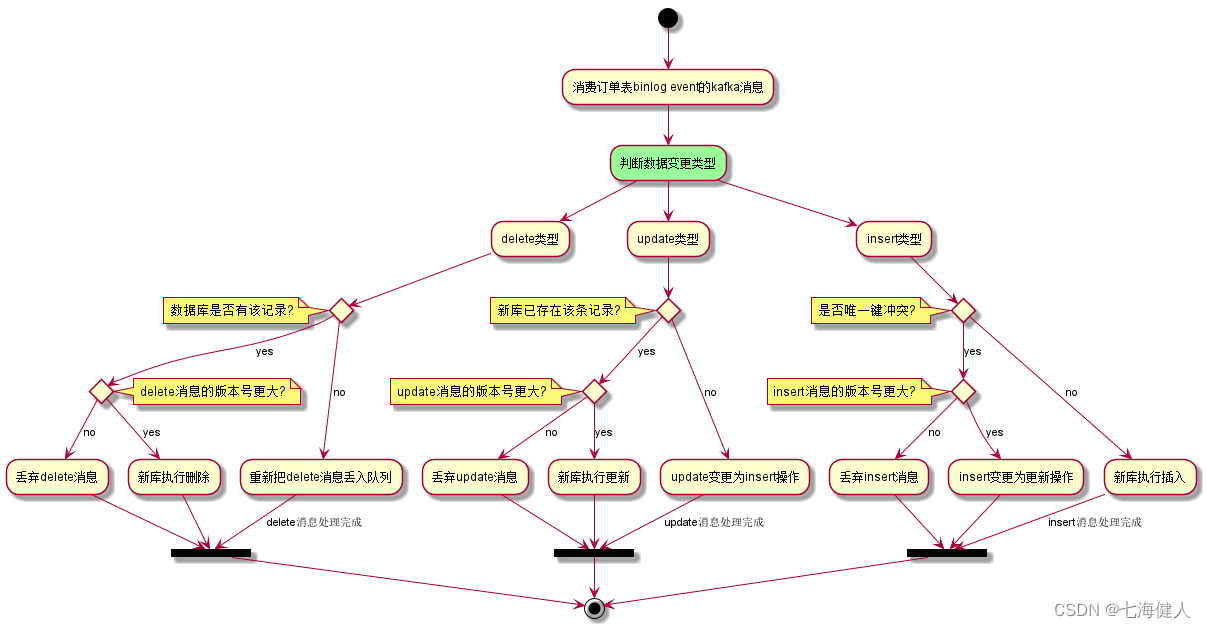 消费订单表binlog event的kafka消息
判断数据变更类型
delete类型
update类型
insert类型
数据库是否有该记录?
新库已存在该条记录?
是否唯一键冲突?
yes
yes
yes
delete消息的版本号更大?
no
update消息的版本号更大?
no
insert消息的版本号更大?
no
no
yes
no
yes
no
yes
丢弃delete消息
新库执行删除
重新把delete消息丢入队列
丢弃update消息
新库执行更新
update变更为insert操作
丢弃insert消息
insert变更为更新操作
新库执行插入
delete消息处理完成
update消息处理完成
insert消息处理完成
CSDN @七海健人